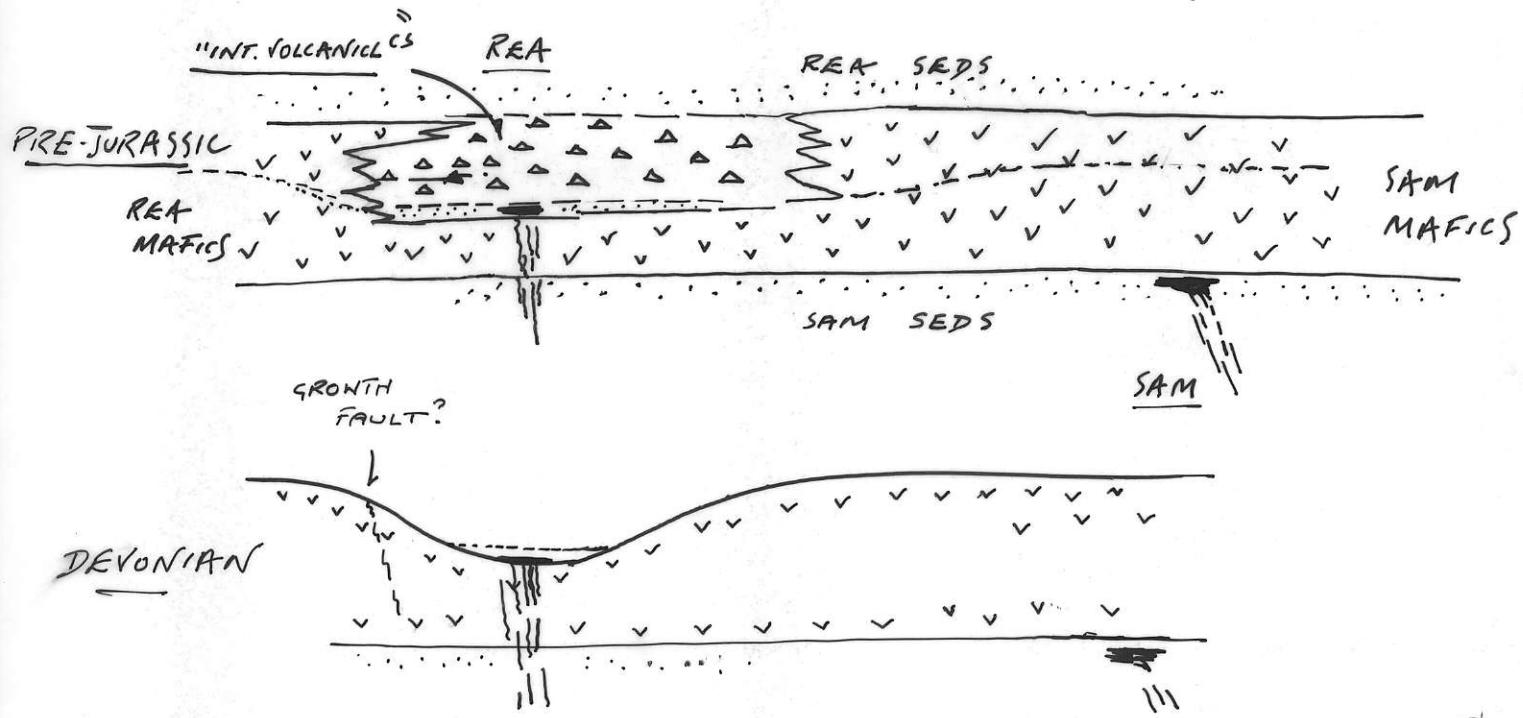 "INT. VOLCANICLCS"
REA
REA SEDS
PRE-JURASSIC
REA
MAFICS
SAM
MAFICS
SAM SEDS
SAM
GROWTH
FAULT?
DEVONIAN